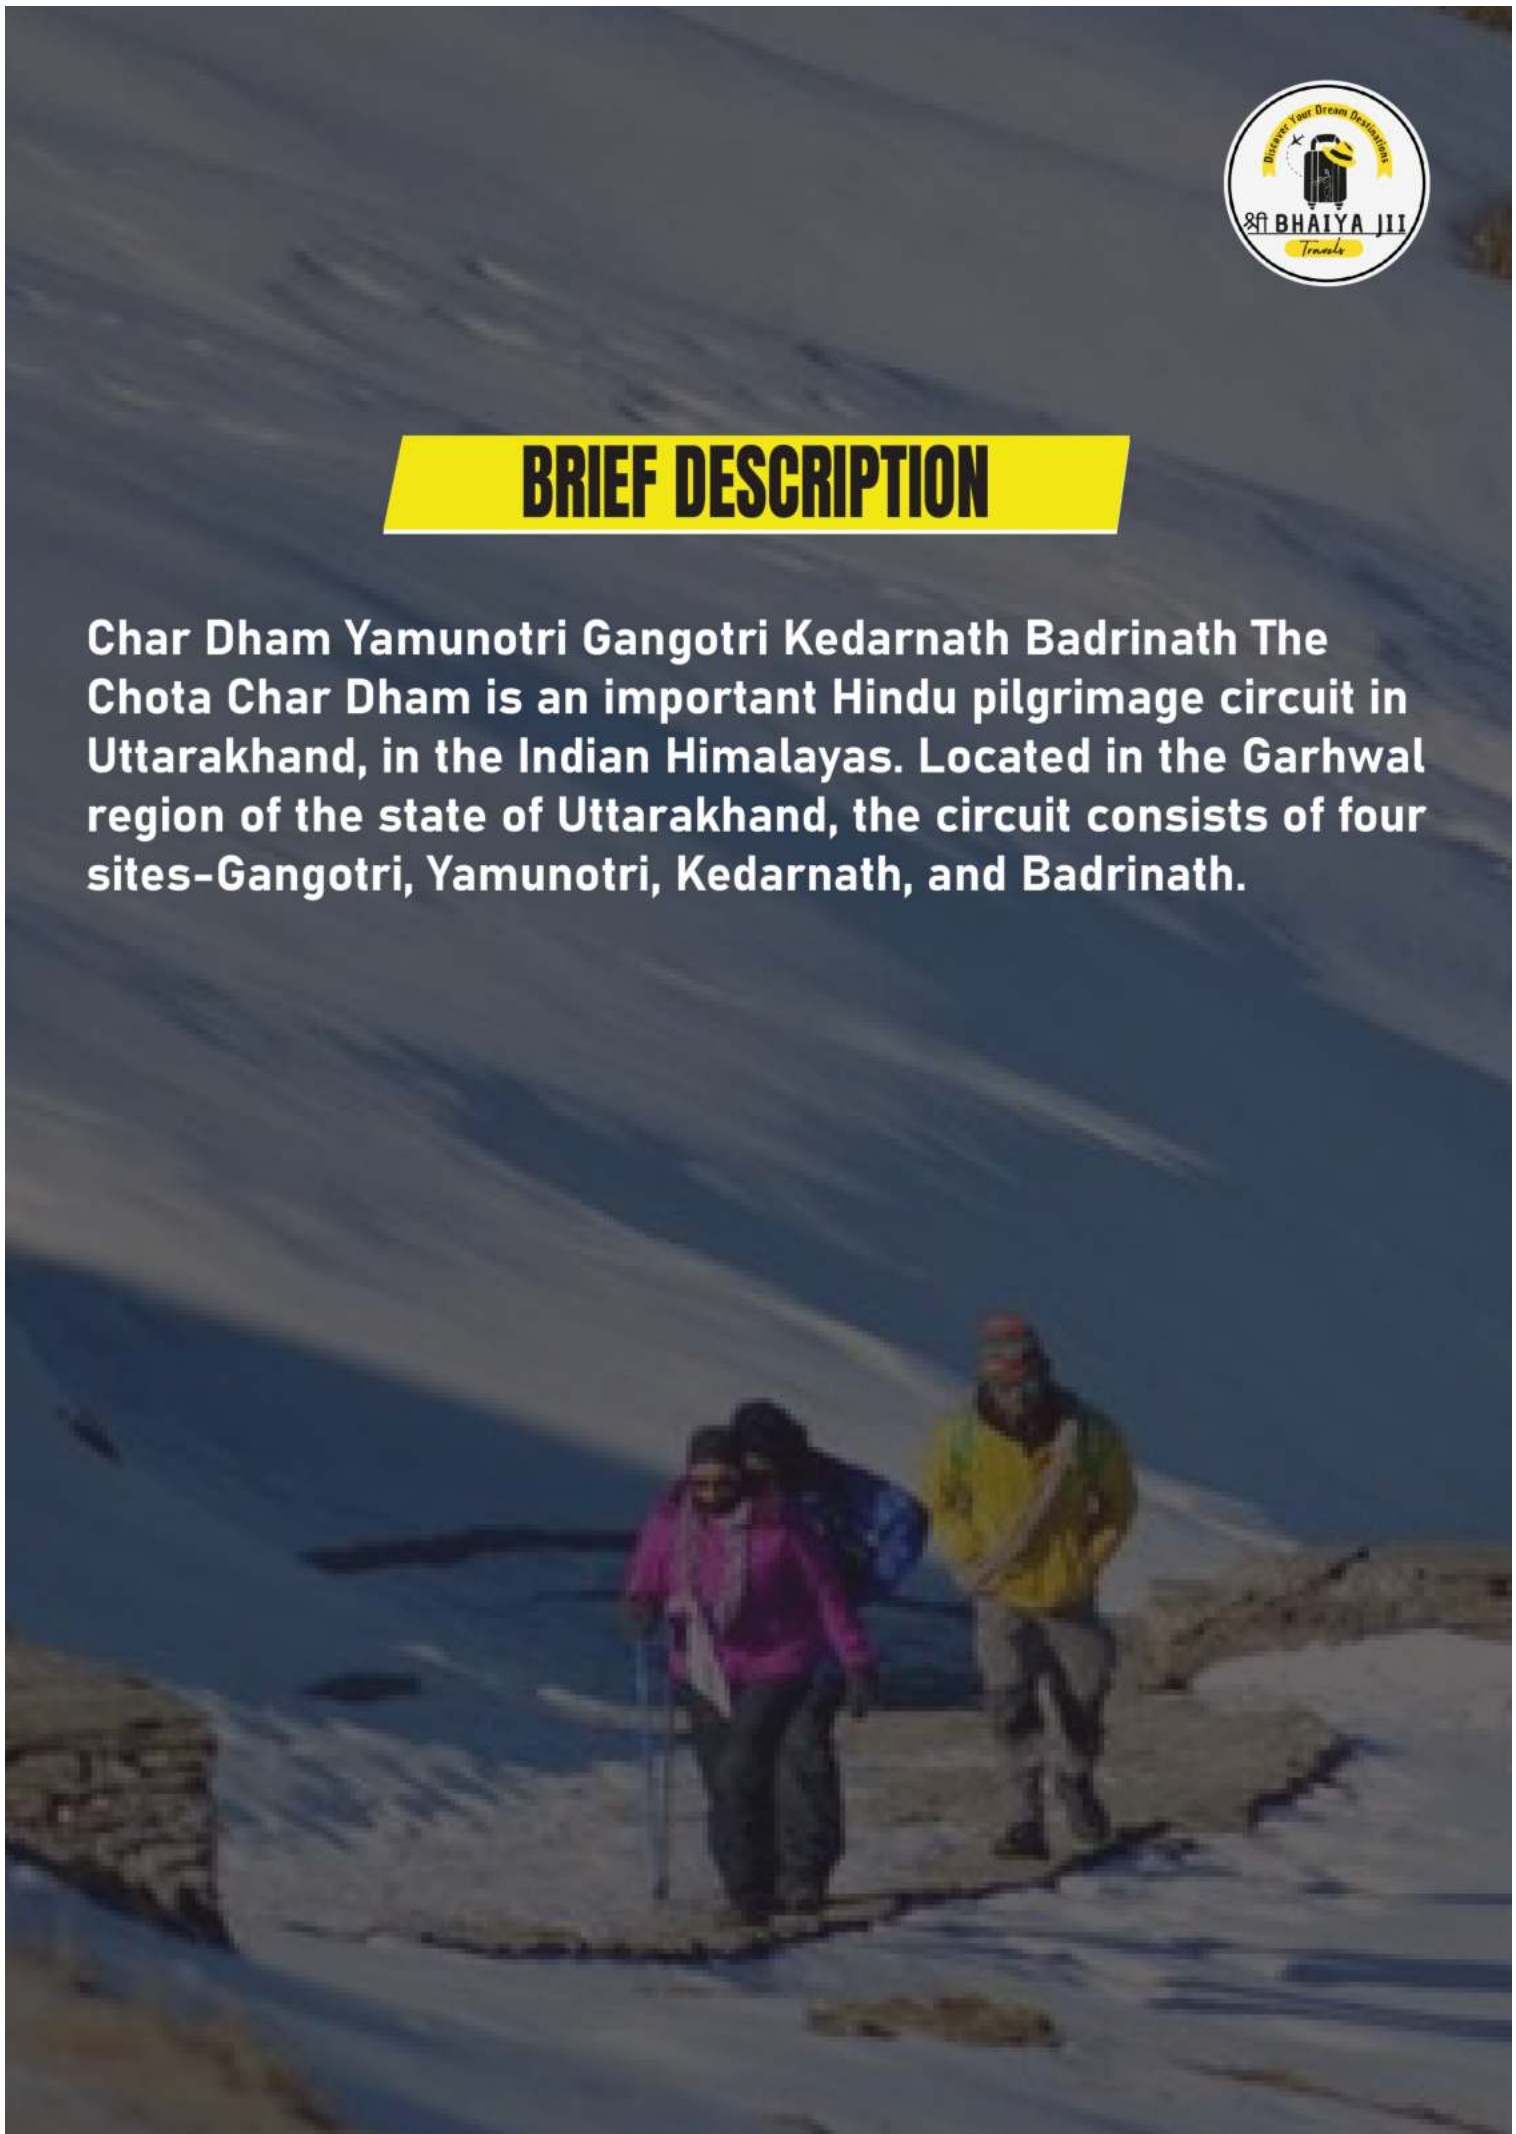 Discover Your Dream Destinations
श्री BHAIYA JII
Travels
BRIEF DESCRIPTION
Char Dham Yamunotri Gangotri Kedarnath Badrinath The
Chota Char Dham is an important Hindu pilgrimage circuit in
Uttarakhand, in the Indian Himalayas. Located in the Garhwal
region of the state of Uttarakhand, the circuit consists of four
sites-Gangotri, Yamunotri, Kedarnath, and Badrinath.